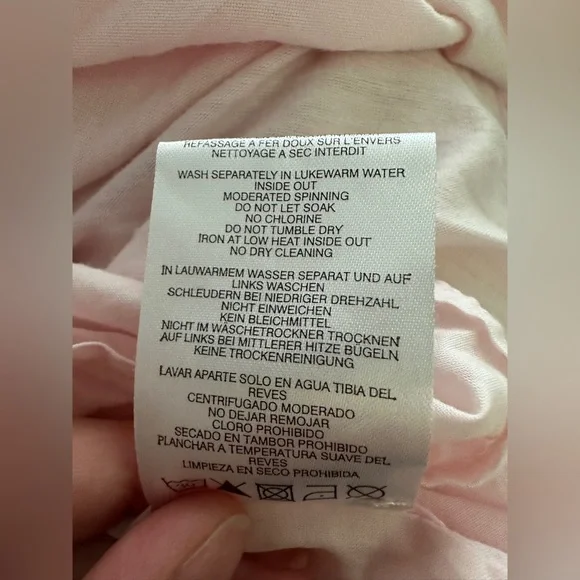 REPASSAGE A FER DOUX SUR L'ENVERS
NETTOYAGE A SEC INTERDIT
WASH SEPARATELY IN LUKEWARM WATER
INSIDE OUT
MODERATED SPINNING
DO NOT LET SOAK
NO CHLORINE
DO NOT TUMBLE DRY
IRON AT LOW HEAT INSIDE OUT
NO DRY CLEANING
IN LAUWARMEM WASSER SEPARAT UND AUF
LINKS WASCHEN
SCHLEUDERN BEI NIEDRIGER DREHZAHL
NICHT EINWEICHEN
KEIN BLEICHMITTEL
NICHT IM WÄSCHETROCKNER TROCKNEN
AUF LINKS BEI MITTLERER HITZE BÜGELN
KEINE TROCKENREINIGUNG
LAVAR APARTE SOLO EN AGUA TIBIA DEL
REVES
CENTRIFUGADO MODERADO
NO DEJAR REMOJAR
CLORO PROHIBIDO
SECADO EN TAMBOR PROHIBIDO
PLANCHAR A TEMPERATURA SUAVE DEL
REVES
LIMPIEZA EN SECO PROHIBIDA